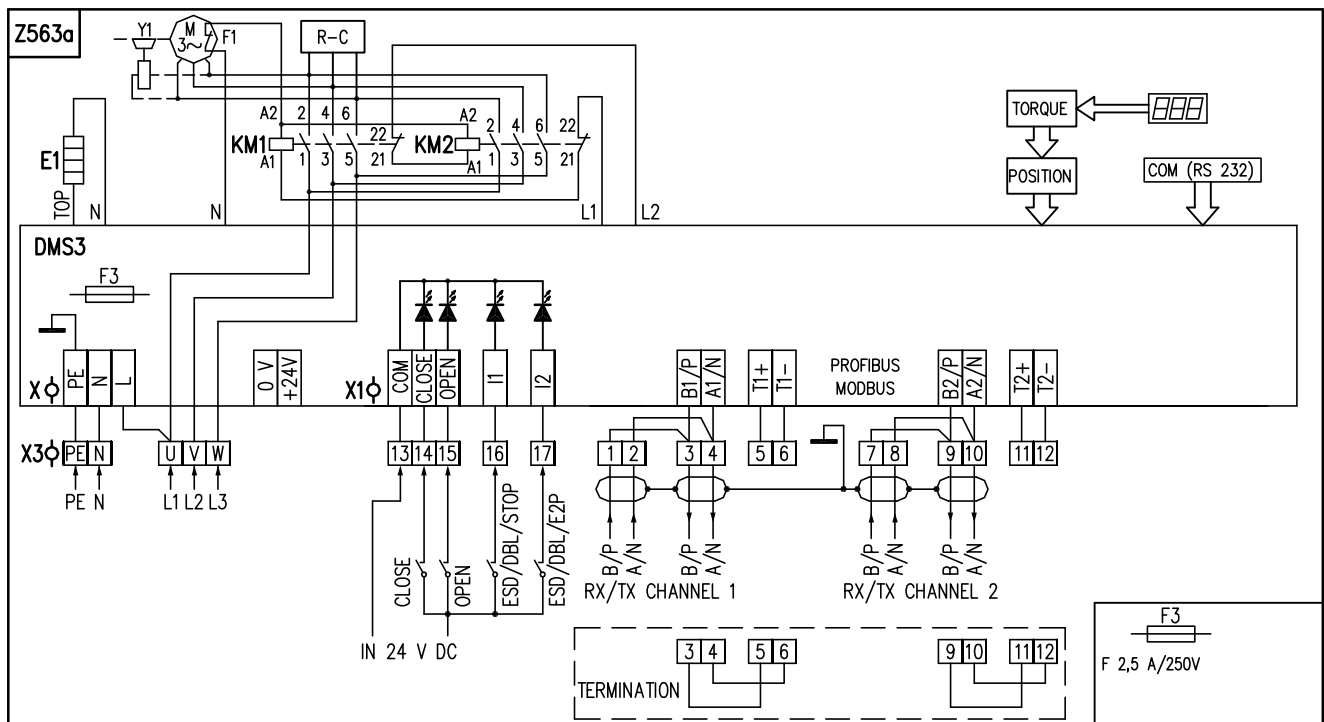 Z563a
Y1
M
3~
F1
R-C
TORQUE
POSITION
COM (RS 232)
A2 2 4 6
A2 2 4 6 22
KM1
22
KM2
A1 1 3 5 21
A1 1 3 5 21
E1
TOP
N
N
L1
L2
DMS3
F3
X
PE
N
L
0 V
+24V
X1
COM
CLOSE
OPEN
I1
I2
B1/P
A1/N
T1+
T1-
PROFIBUS
MODBUS
B2/P
A2/N
T2+
T2-
X3
PE N
U V W
13 14 15
16
17
1 2
3 4
5 6
7 8
9 10
11 12
PE N
L1 L2 L3
CLOSE
OPEN
ESD/DBL/STOP
ESD/DBL/E2P
B/P
A/N
B/P
A/N
B/P
A/N
B/P
A/N
RX/TX CHANNEL 1
RX/TX CHANNEL 2
IN 24 V DC
TERMINATION
3 4
5 6
9 10
11 12
F3
F 2,5 A/250V